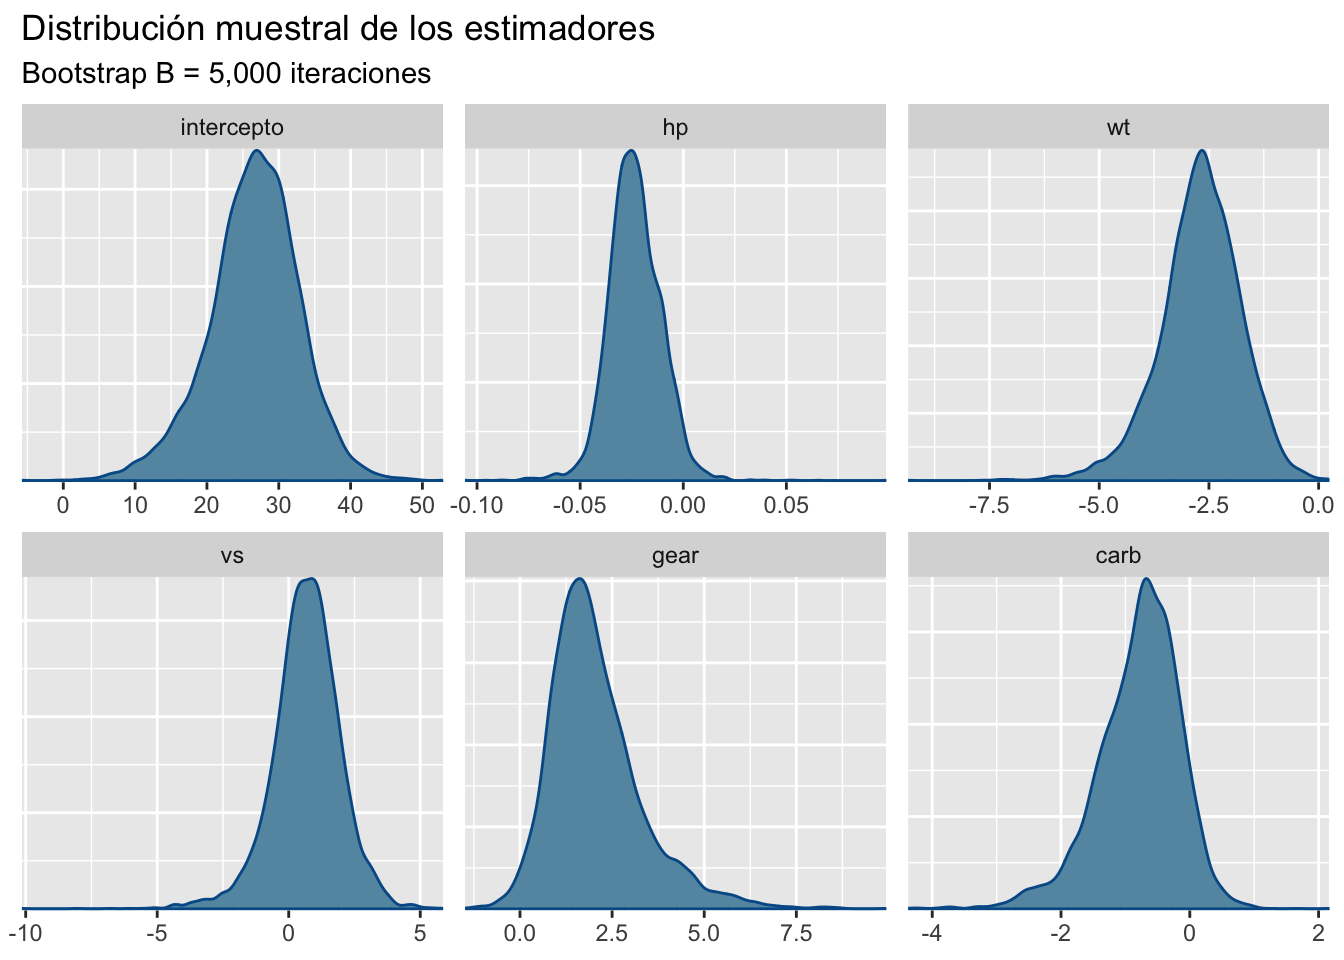 Distribución muestral de los estimadores
Bootstrap B = 5,000 iteraciones
intercepto hp wt
0 10 20 30 40 50 -0.10 -0.05 0.00 0.05 -7.5 -5.0 -2.5 0.0
vs gear carb
-10 -5 0 5 0.0 2.5 5.0 7.5 -4 -2 0 2